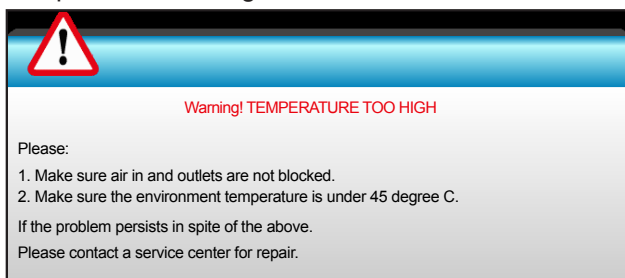 !
Warning! TEMPERATURE TOO HIGH
Please:
1. Make sure air in and outlets are not blocked.
2. Make sure the environment temperature is under 45 degree C.
If the problem persists in spite of the above.
Please contact a service center for repair.